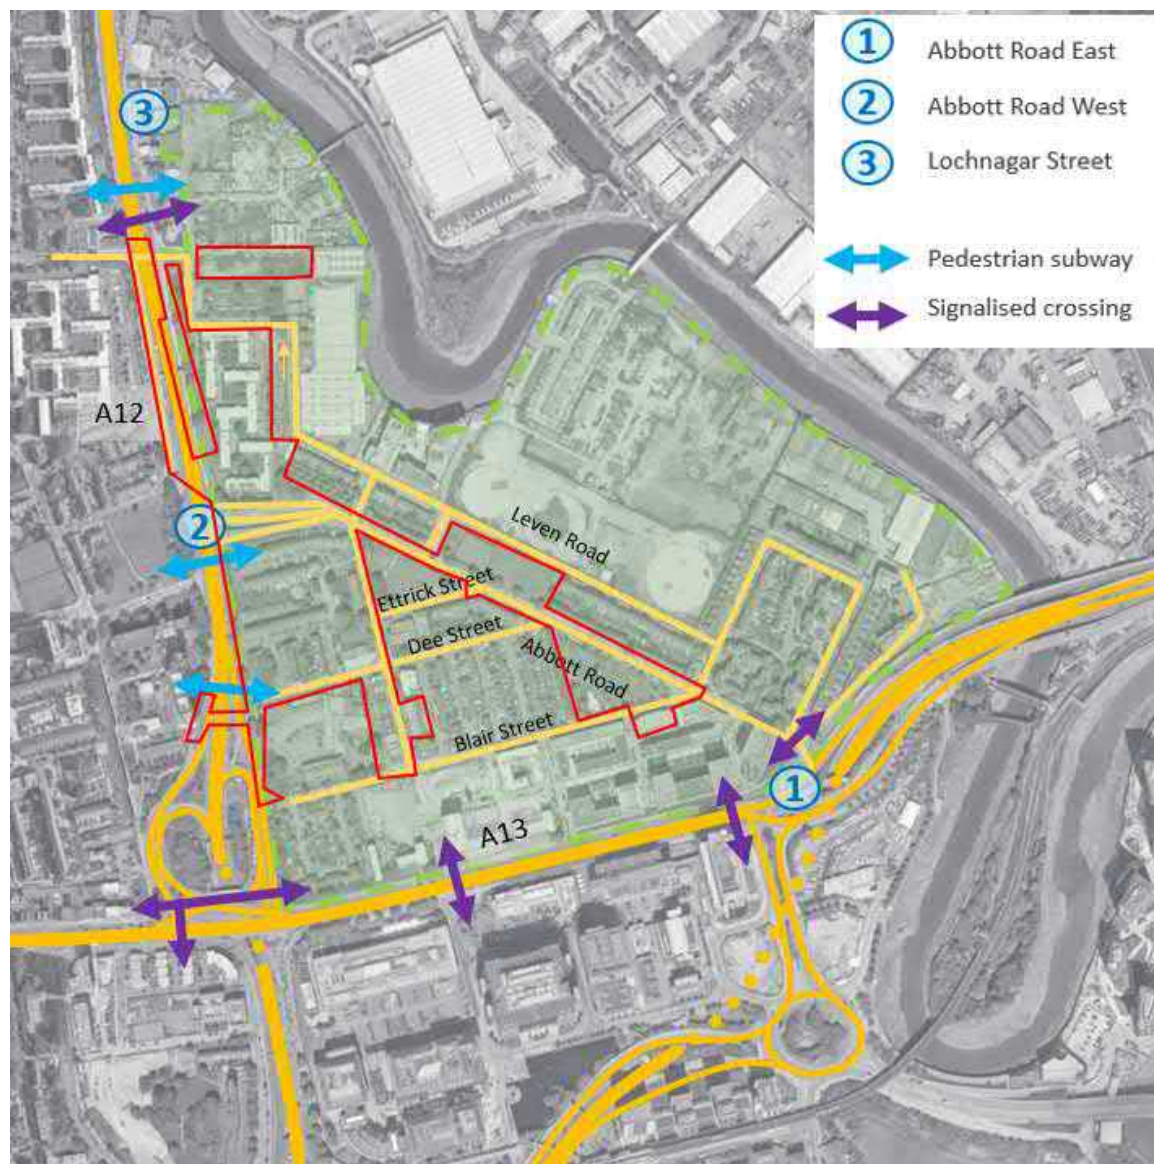 1 Abbott Road East
2 Abbott Road West
3 Lochnagar Street
Pedestrian subway
Signalised crossing
3
A12
2
Leven Road
Ettrick Street
Dee Street
Abbott Road
Blair Street
1
A13